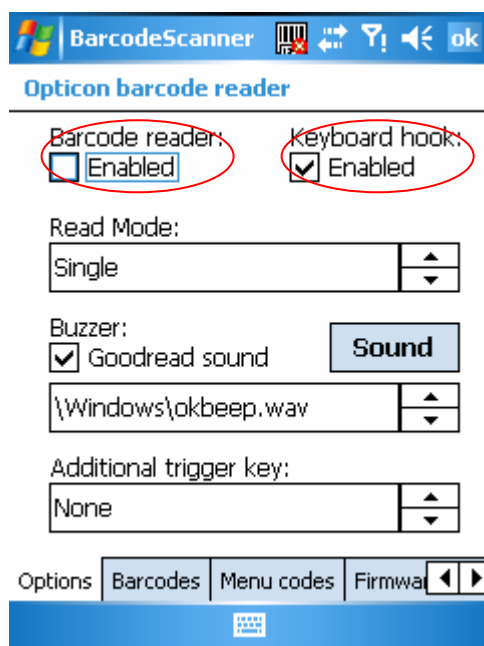 BarcodeScanner ok
Opticon barcode reader
Barcode reader: Keyboard hook:
Enabled Enabled
Read Mode:
Single
Buzzer:
Goodread sound Sound
\Windows\okbeep.wav
Additional trigger key:
None
Options Barcodes Menu codes Firmwa